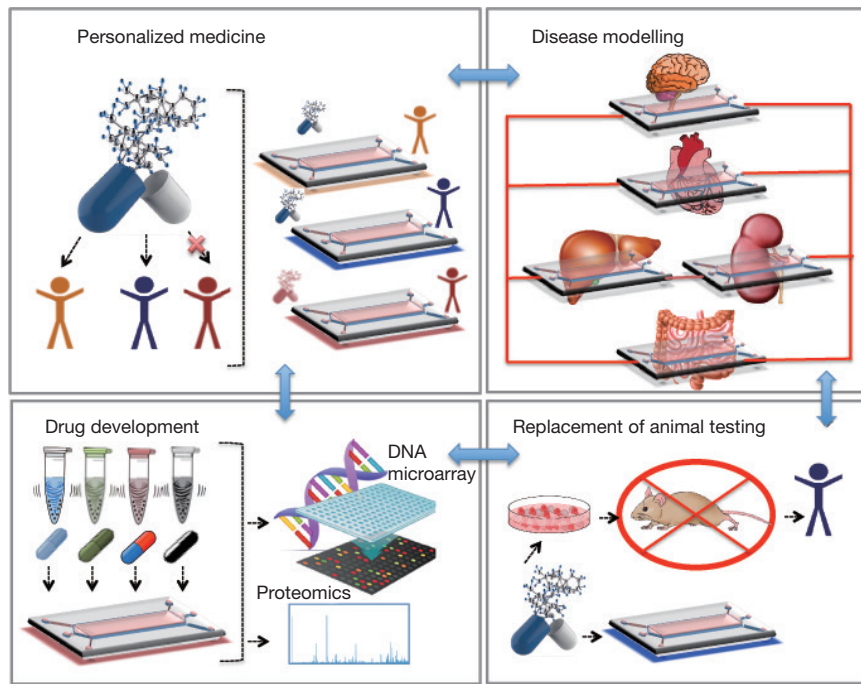 Personalized medicine
Disease modelling
Drug development
DNA
microarray
Proteomics
Replacement of animal testing